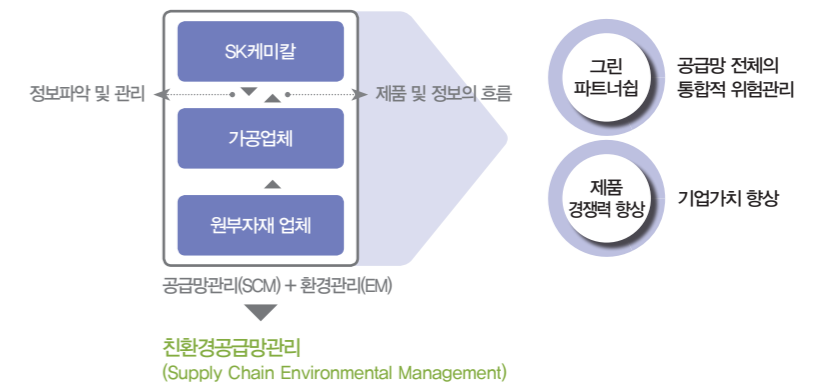 SK케미칼
정보파악 및 관리
제품 및 정보의 흐름
가공업체
원부자재 업체
공급망관리(SCM) + 환경관리(EM)
친환경공급망관리
(Supply Chain Environmental Management)
그린
파트너쉽
공급망 전체의
통합적 위험관리
제품
경쟁력 향상
기업가치 향상